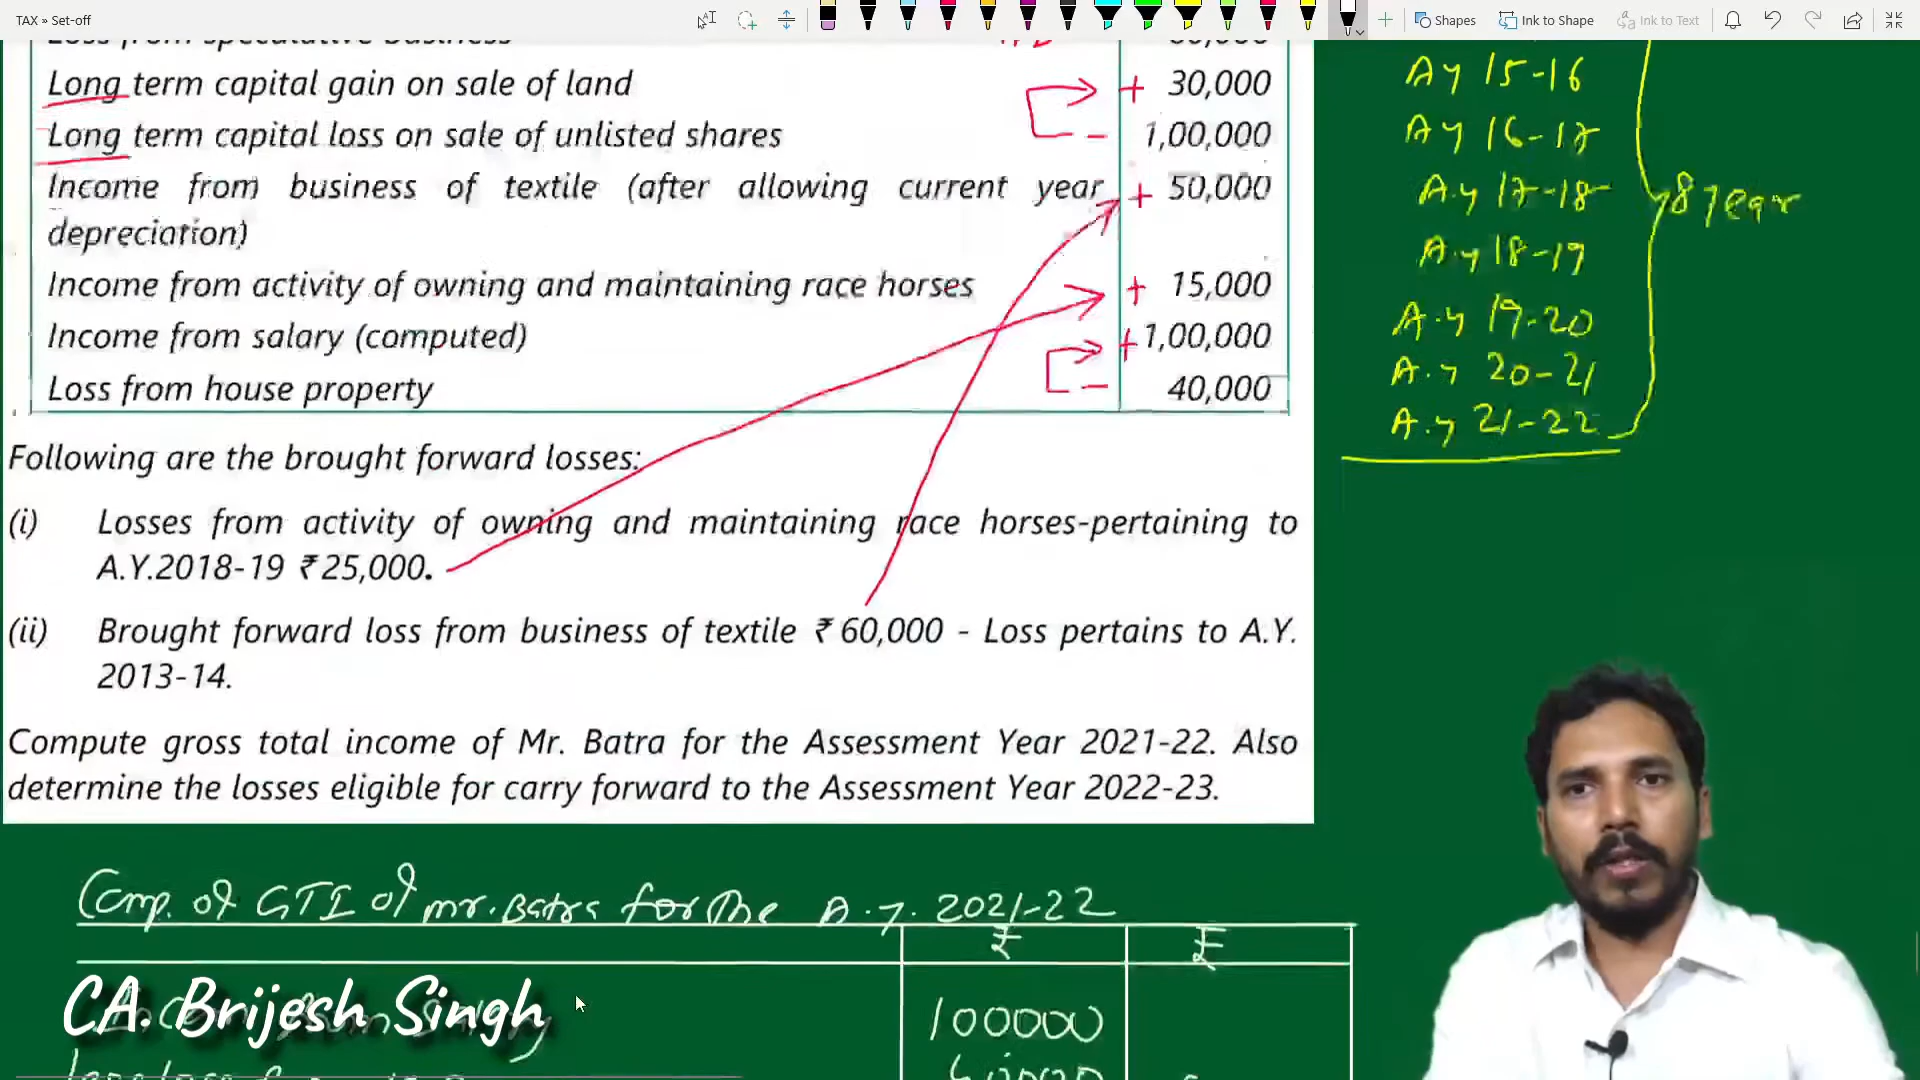 TAX » Set-off
Shapes
Ink to Shape
Ink to Text
Loss from speculative business
Long term capital gain on sale of land + 30,000
Long term capital loss on sale of unlisted shares - 1,00,000
Income from business of textile (after allowing current year depreciation) + 50,000
Income from activity of owning and maintaining race horses + 15,000
Income from salary (computed) + 1,00,000
Loss from house property - 40,000
Following are the brought forward losses:
(i) Losses from activity of owning and maintaining race horses-pertaining to
A.Y.2018-19 ₹ 25,000.
(ii) Brought forward loss from business of textile ₹ 60,000 - Loss pertains to A.Y.
2013-14.
Compute gross total income of Mr. Batra for the Assessment Year 2021-22. Also
determine the losses eligible for carry forward to the Assessment Year 2022-23.
A y 15-16
A y 16-17
A.y 17-18
A.y 18-19
A.y 19-20
A.y 20-21
A.y 21-22
8 year
Comp. of GTI of mr. Batra for the A.y. 2021-22
₹ ₹
CA. Brijesh Singh
100000